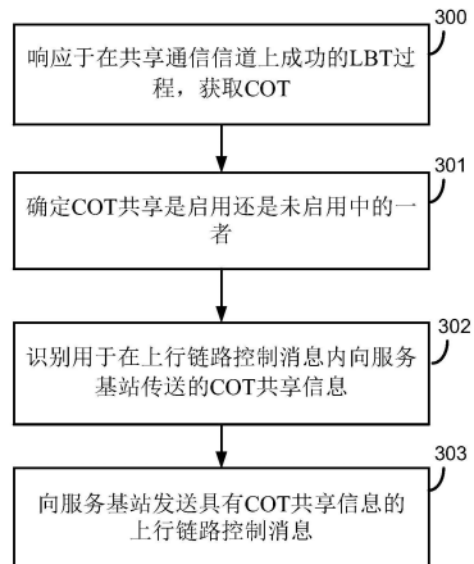 300
响应于在共享通信信道上成功的LBT过
程，获取COT
301
确定COT共享是启用还是未启用中的一
者
302
识别用于在上行链路控制消息内向服务
基站传送的COT共享信息
303
向服务基站发送具有COT共享信息的
上行链路控制消息